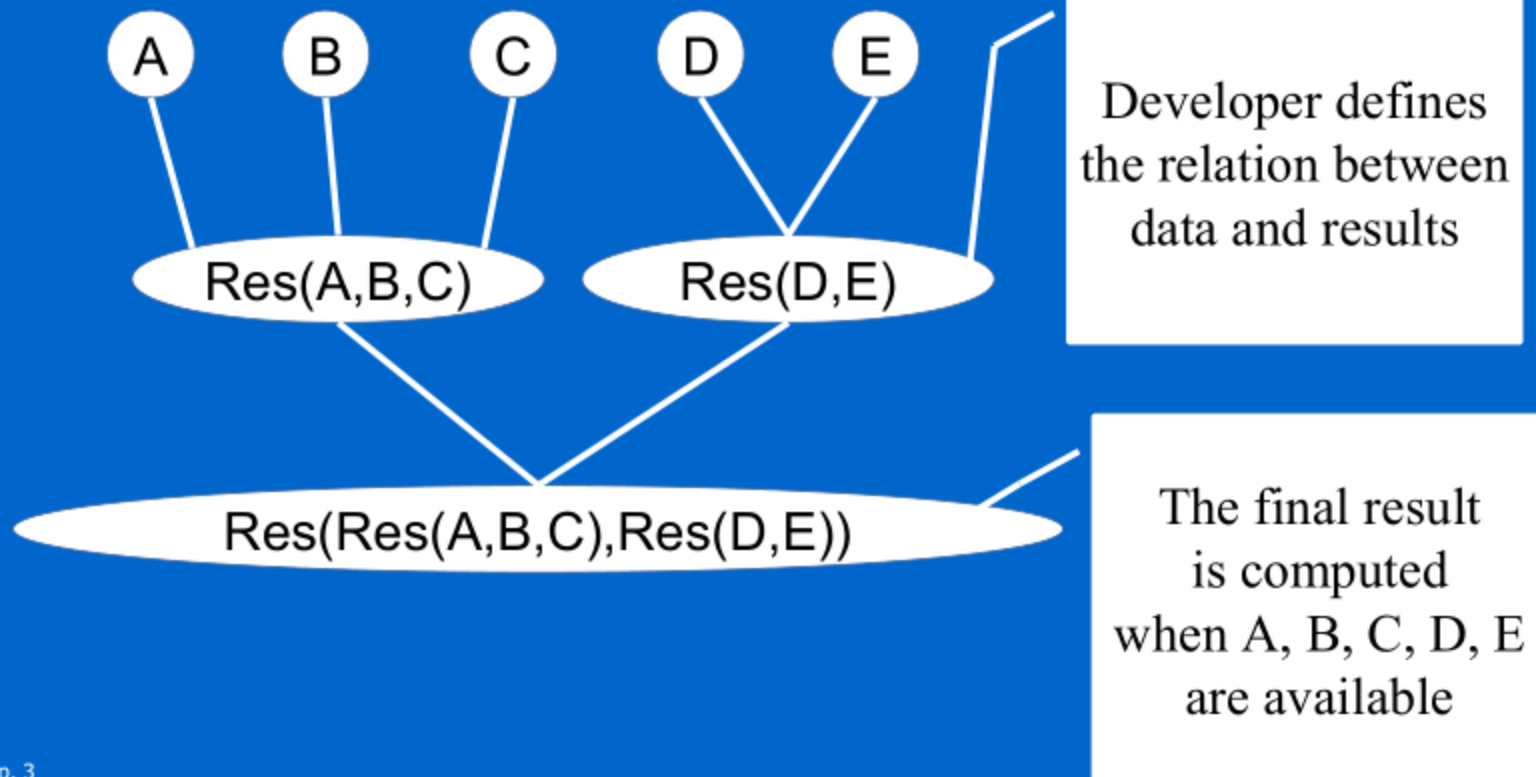 A
B
C
D
E
Developer defines
the relation between
data and results
Res(A,B,C)
Res(D,E)
Res(Res(A,B,C),Res(D,E))
The final result
is computed
when A, B, C, D, E
are available
p. 3